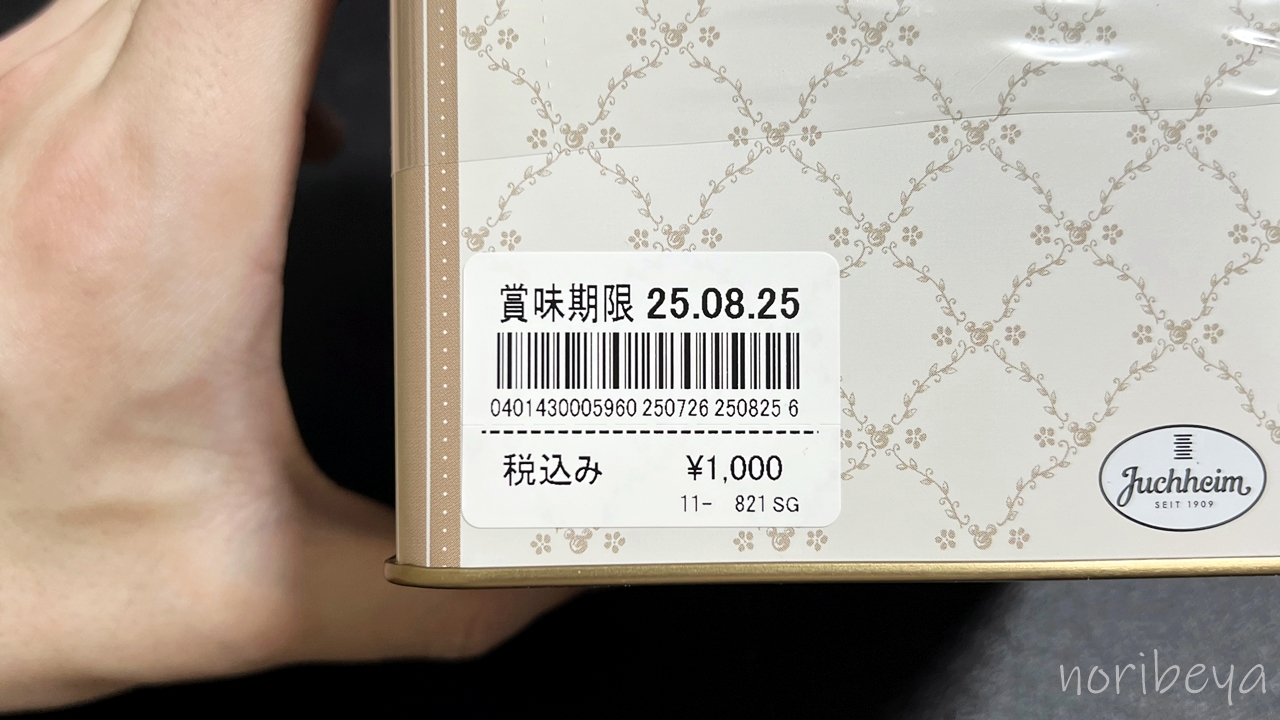 賞味期限 25.08.25
0401430005960 250726 250825 6
税込み ¥1,000
11- 821 SG
Juchheim
SEIT 1909
noribeya